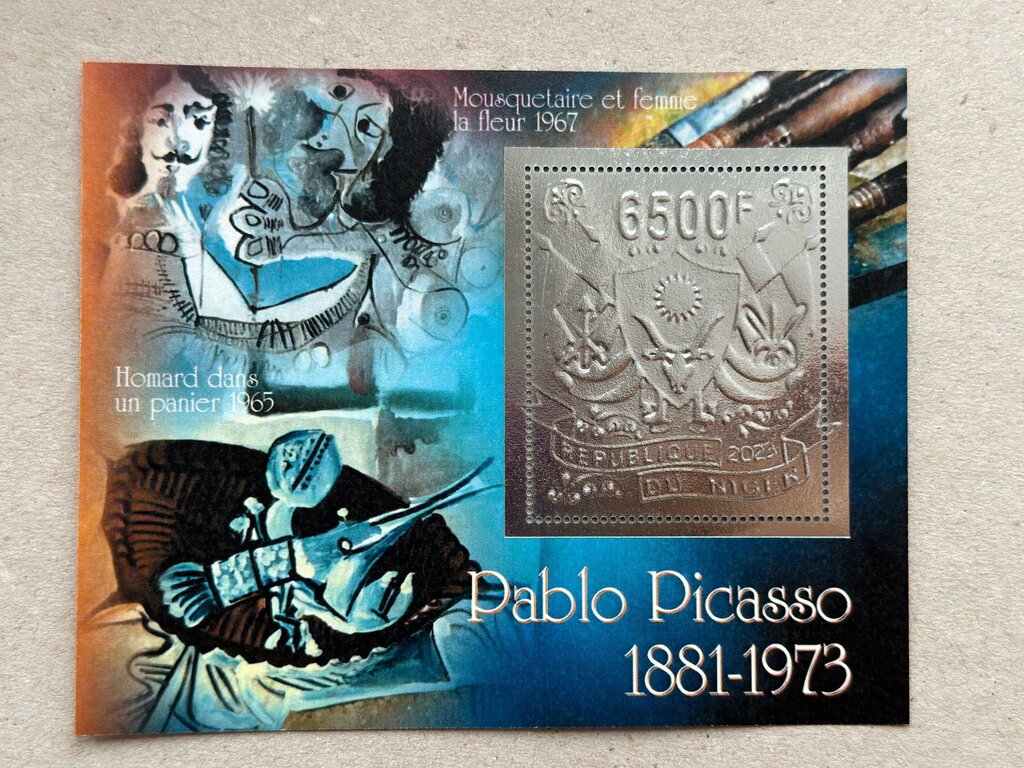 Mousquetaire et femme
la fleur 1967
6500F
Homard dans
un panier 1965
REPUBLIQUE 2023
DU NIGER
Pablo Picasso
1881-1973